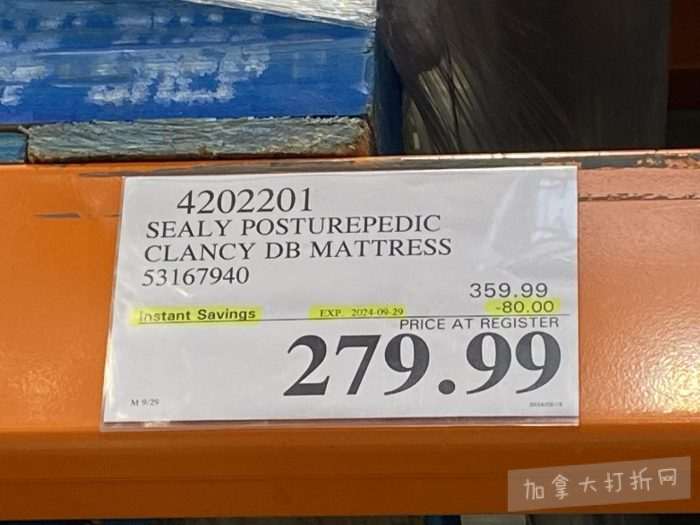 4202201
SEALY POSTUREPEDIC
CLANCY DB MATTRESS
53167940
359.99
Instant Savings EXP. 2024-09-29 -80.00
PRICE AT REGISTER
279.99
M 9/29
加拿大打折网